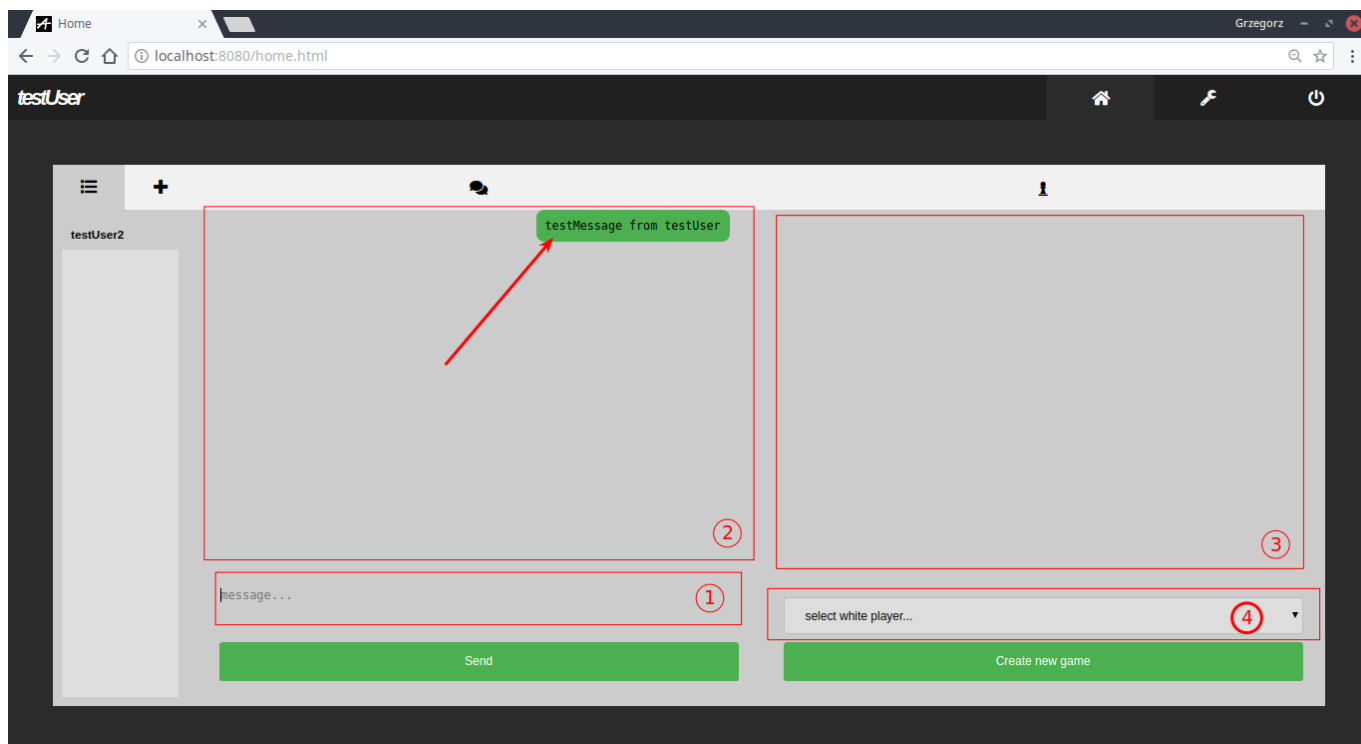 Home
Grzegorz
localhost:8080/home.html
testUser
testUser2
testMessage from testUser
2
3
message...
1
select white player...
4
Send
Create new game